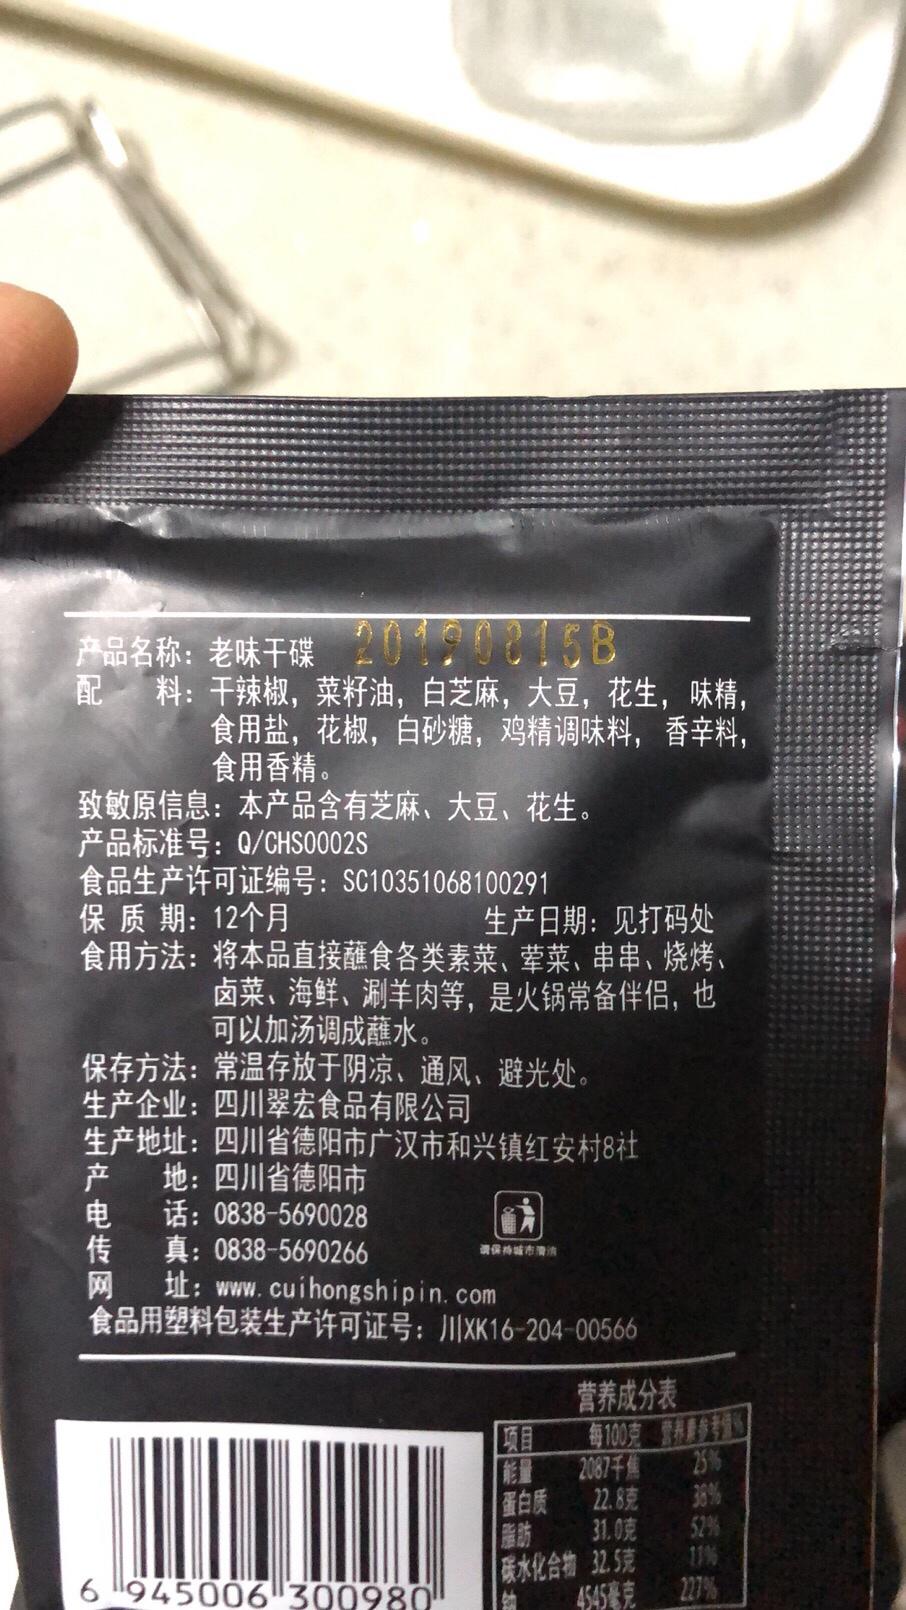 产品名称：老味干碟 20190815B
配 料：干辣椒，菜籽油，白芝麻，大豆，花生，味精，
食用盐，花椒，白砂糖，鸡精调味料，香辛料，
食用香精。
致敏原信息：本产品含有芝麻、大豆、花生。
产品标准号：Q/CHS0002S
食品生产许可证编号：SC10351068100291
保 质 期：12个月 生产日期：见打码处
食用方法：将本品直接蘸食各类素菜、荤菜、串串、烧烤、
卤菜、海鲜、涮羊肉等，是火锅常备伴侣，也
可以加汤调成蘸水。
保存方法：常温存放于阴凉、通风、避光处。
生产企业：四川翠宏食品有限公司
生产地址：四川省德阳市广汉市和兴镇红安村8社
产 地：四川省德阳市
电 话：0838-5690028
传 真：0838-5690266
请保持城市清洁
网 址：www.cuihongshipin.com
食品用塑料包装生产许可证号：川XK16-204-00566
营养成分表
项目 每100克 营养素参考值%
能量 2087千焦 25%
蛋白质 22.8克 38%
脂肪 31.0克 52%
碳水化合物 32.5克 11%
钠 4545毫克 227%
6 945006 300980